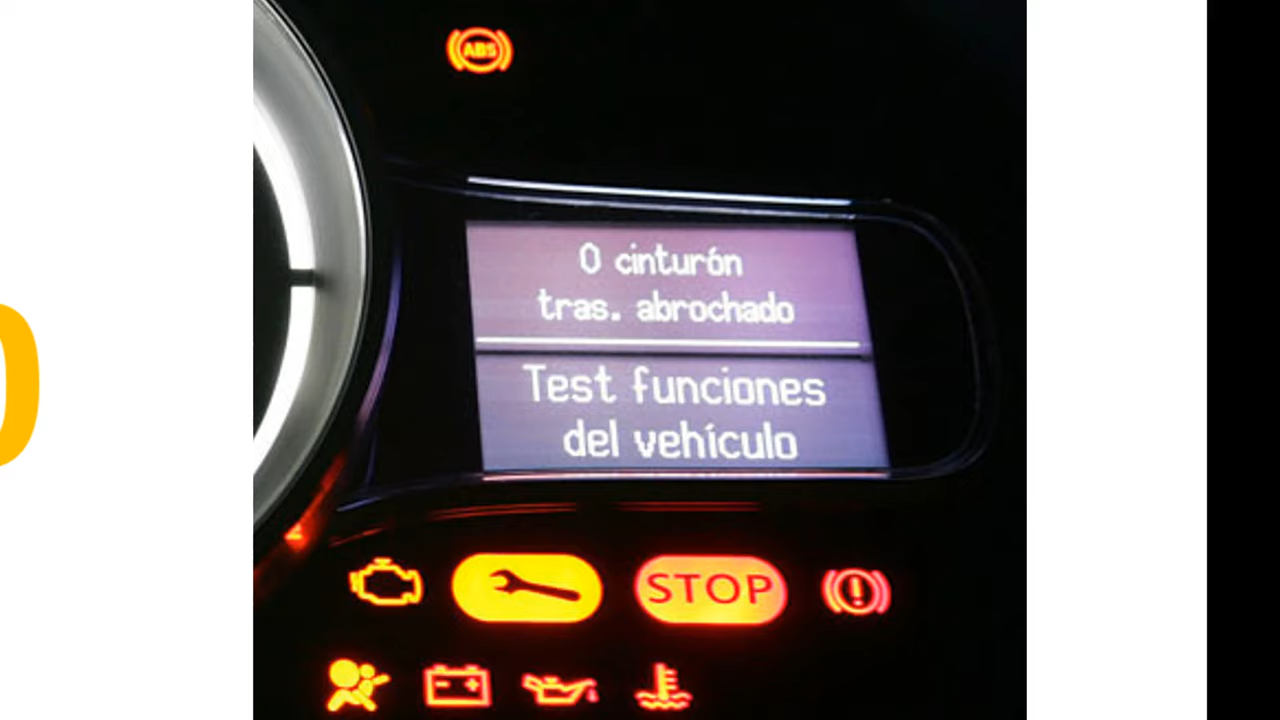 ABS
0 cinturón
tras. abrochado
Test funciones
del vehículo
STOP